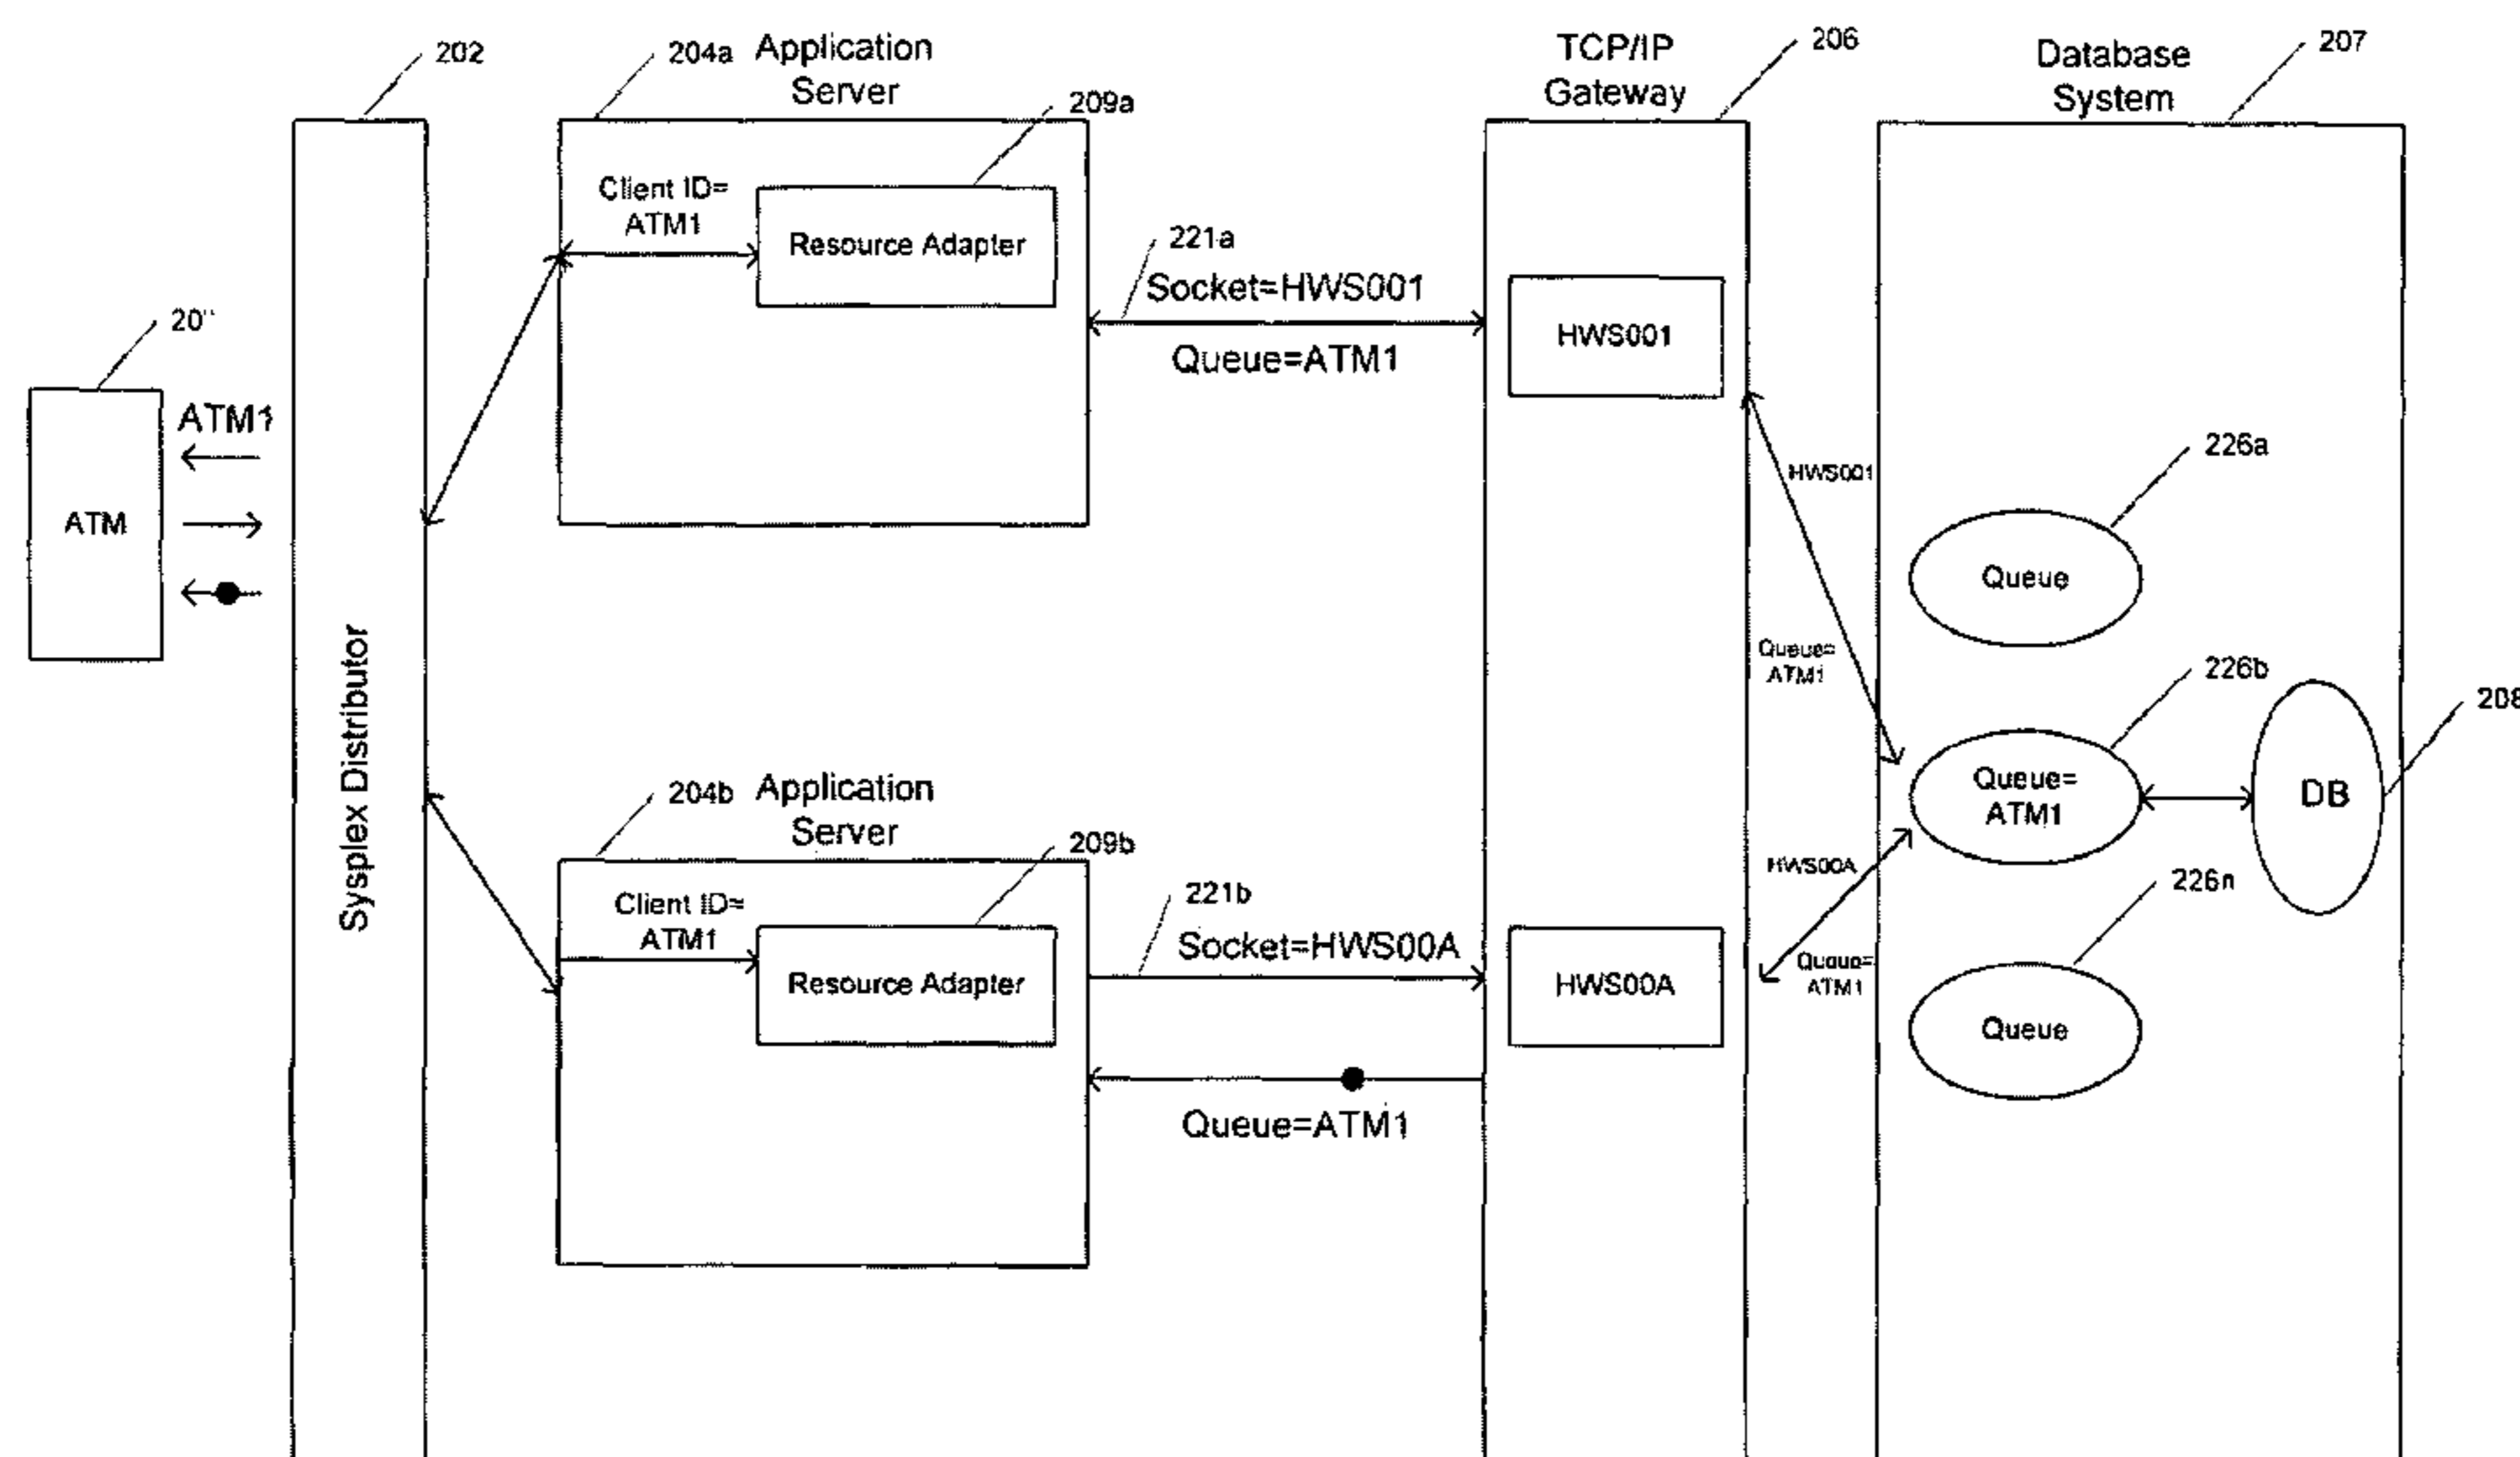 202
204a
Application
Server
209a
TCP/IP
Gateway
206
Database
System
207
Client ID=
ATM1
Resource Adapter
221a
Socket=HWS001
Queue=ATM1
HWS001
ATM1
ATM
Sysplex Distributor
HWS001
Queue=
ATM1
226a
Queue
226b
Queue=
ATM1
DB
208
204b
Application
Server
209b
Client ID=
ATM1
Resource Adapter
221b
Socket=HWS00A
Queue=ATM1
HWS00A
HWS00A
Queue=
ATM1
226n
Queue